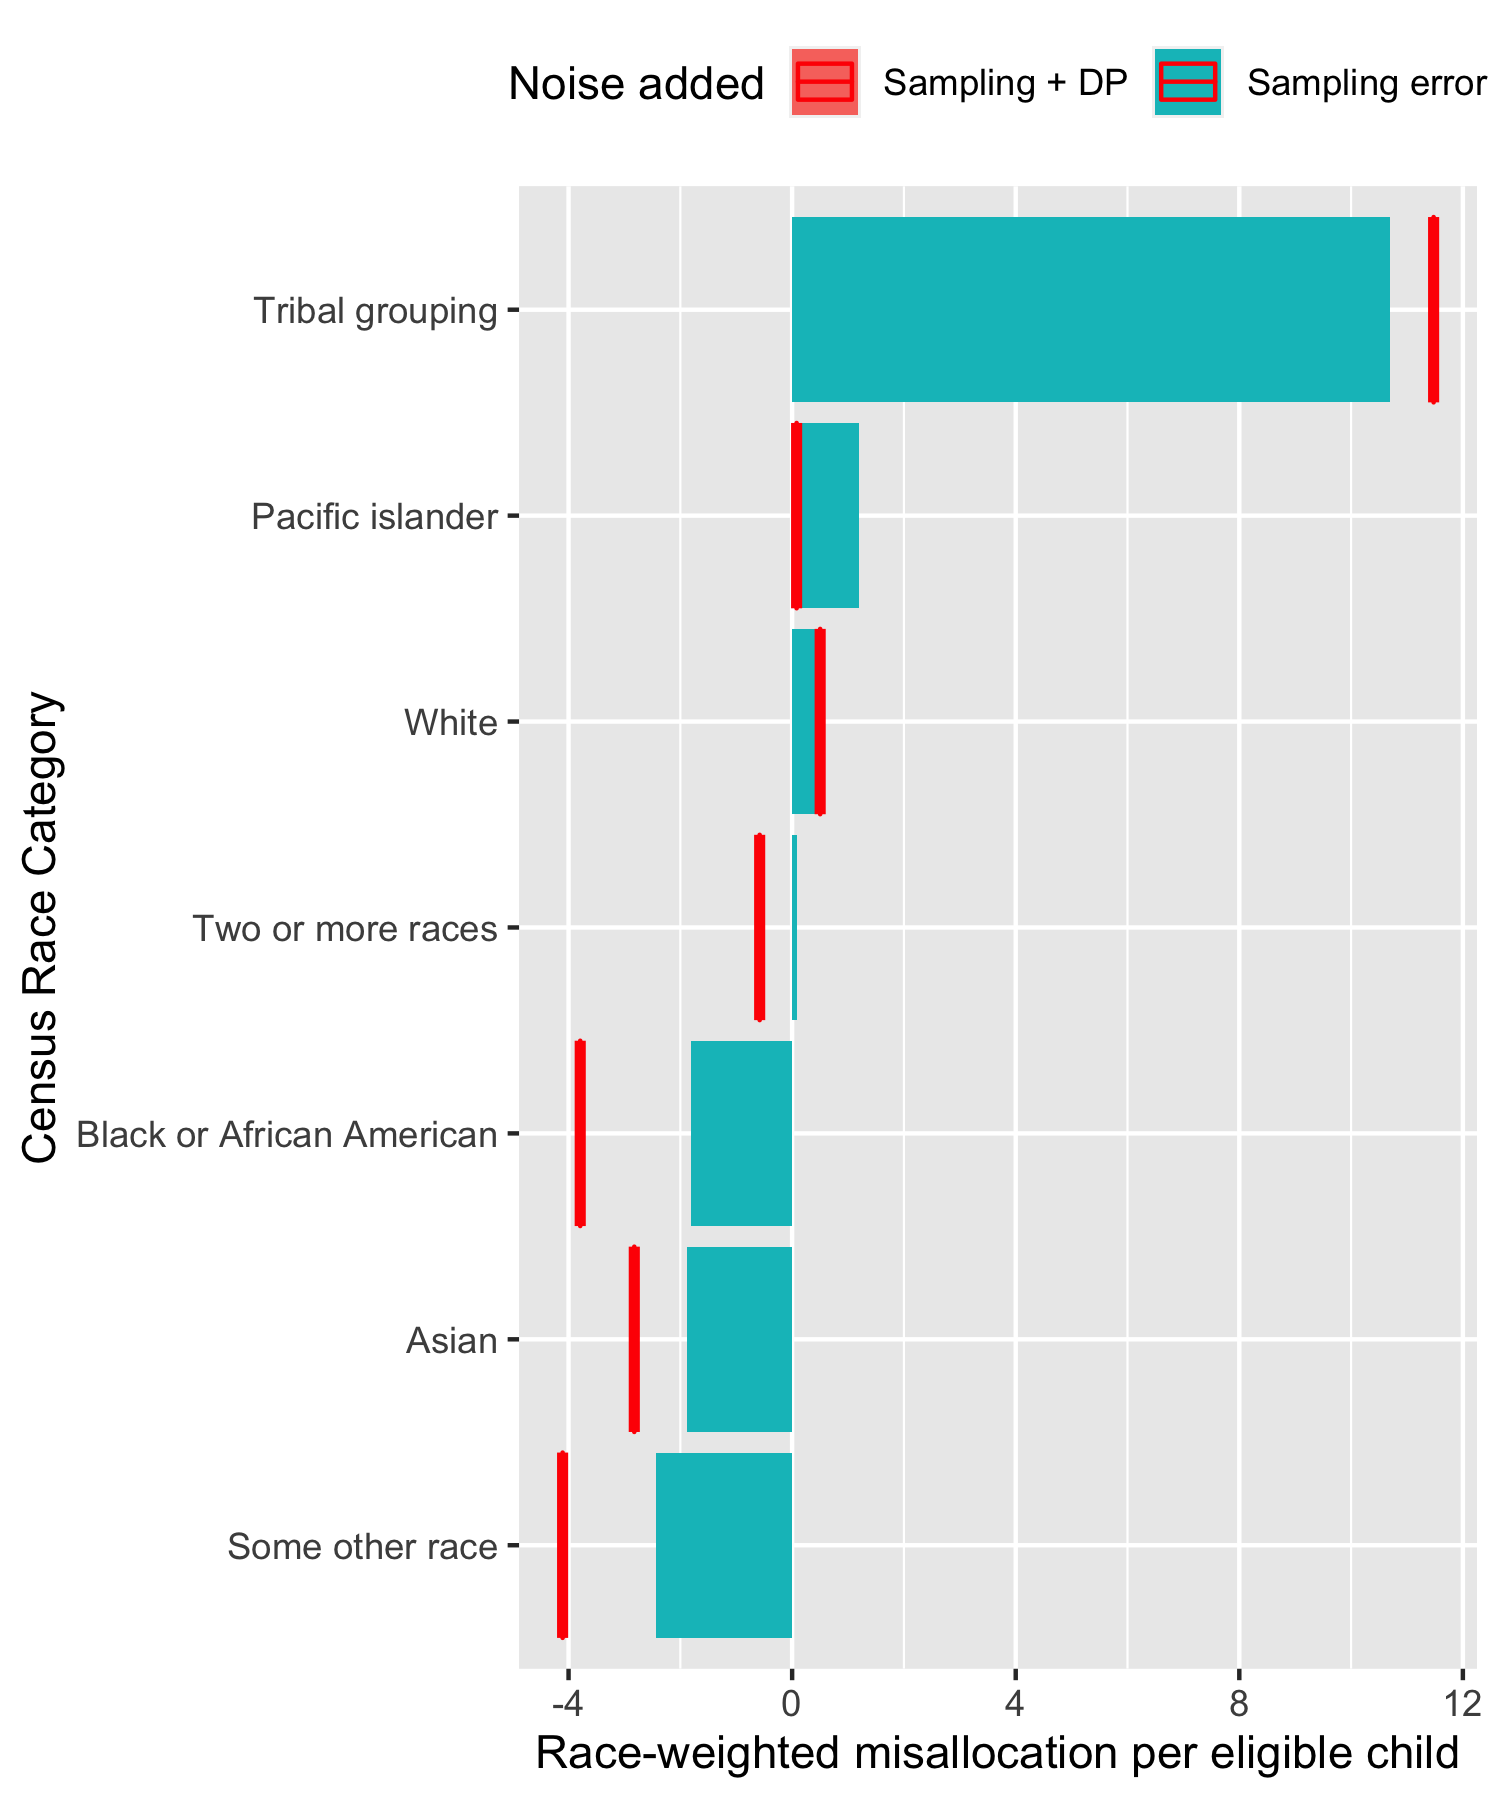 Noise added Sampling + DP Sampling error
Tribal grouping
Pacific islander
White
Two or more races
Black or African American
Asian
Some other race
Census Race Category
-4 0 4 8 12
Race-weighted misallocation per eligible child